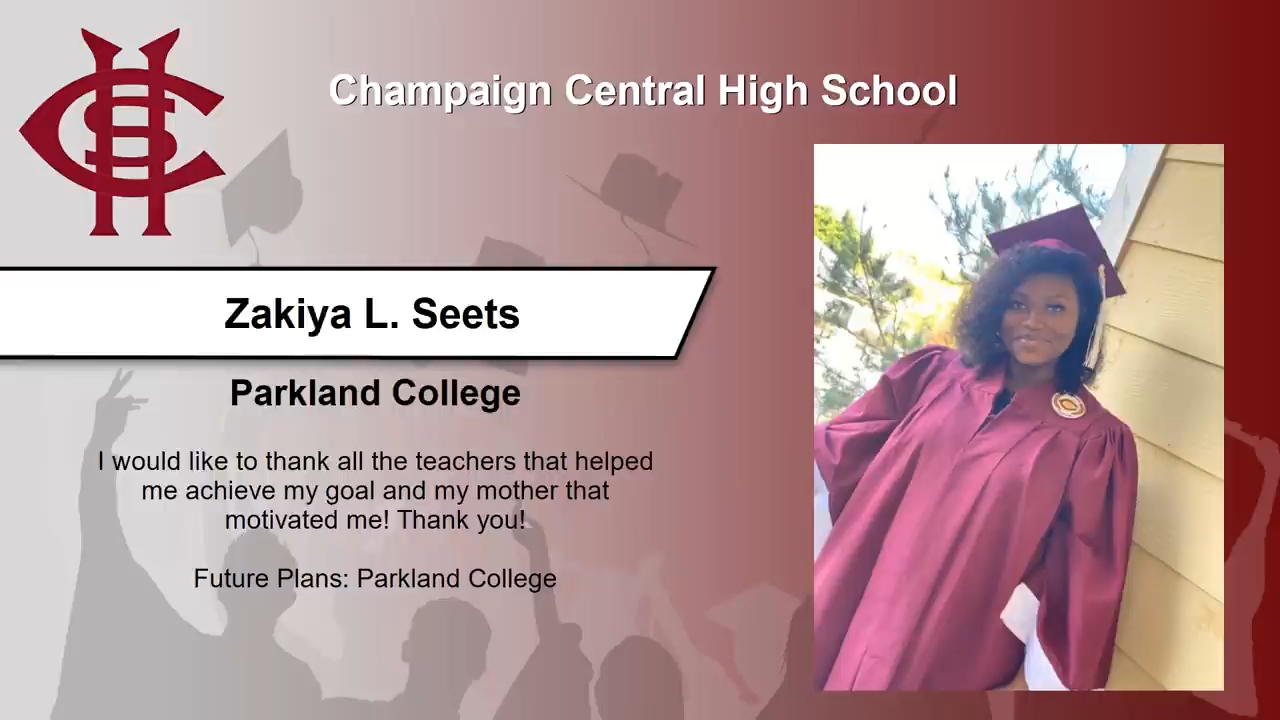 Champaign Central High School
Zakiya L. Seets
Parkland College
I would like to thank all the teachers that helped
me achieve my goal and my mother that
motivated me! Thank you!
Future Plans: Parkland College